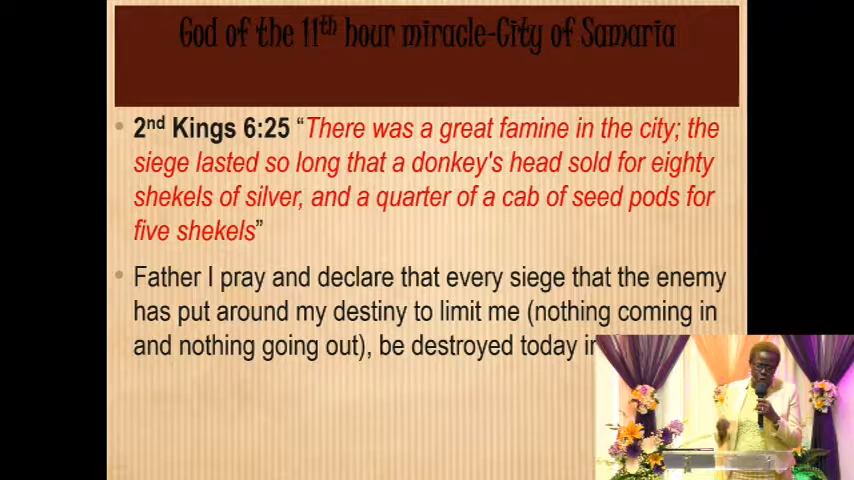 God of the 11th hour miracle-City of Samaria
2nd Kings 6:25 “There was a great famine in the city; the
siege lasted so long that a donkey's head sold for eighty
shekels of silver, and a quarter of a cab of seed pods for
five shekels”
Father I pray and declare that every siege that the enemy
has put around my destiny to limit me (nothing coming in
and nothing going out), be destroyed today